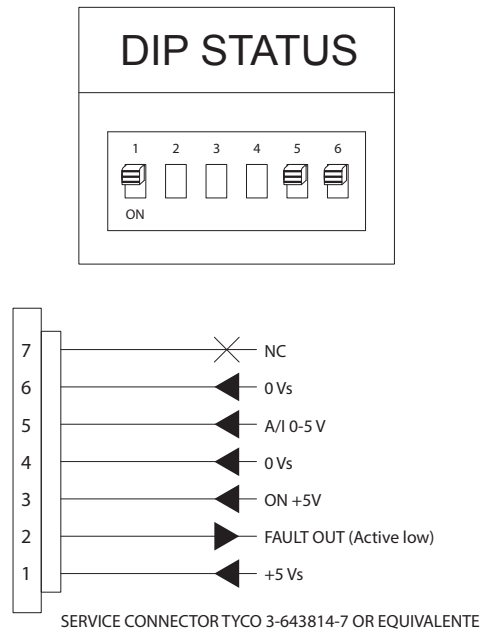 DIP STATUS
1 2 3 4 5 6
ON
7 NC
6 0 Vs
5 A/I 0-5 V
4 0 Vs
3 ON +5V
2 FAULT OUT (Active low)
1 +5 Vs
SERVICE CONNECTOR TYCO 3-643814-7 OR EQUIVALENTE